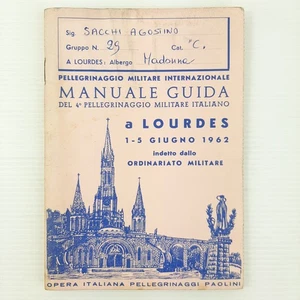 Sig. SACCHI AGOSTINO
Gruppo N. 29 Cat. "C."
A LOURDES: Albergo Madonna
PELLEGRINAGGIO MILITARE INTERNAZIONALE
MANUALE GUIDA
DEL 4º PELLEGRINAGGIO MILITARE ITALIANO
a LOURDES
1-5 GIUGNO 1962
indetto dallo
ORDINARIATO MILITARE
OPERA ITALIANA PELLEGRINAGGI PAOLINI